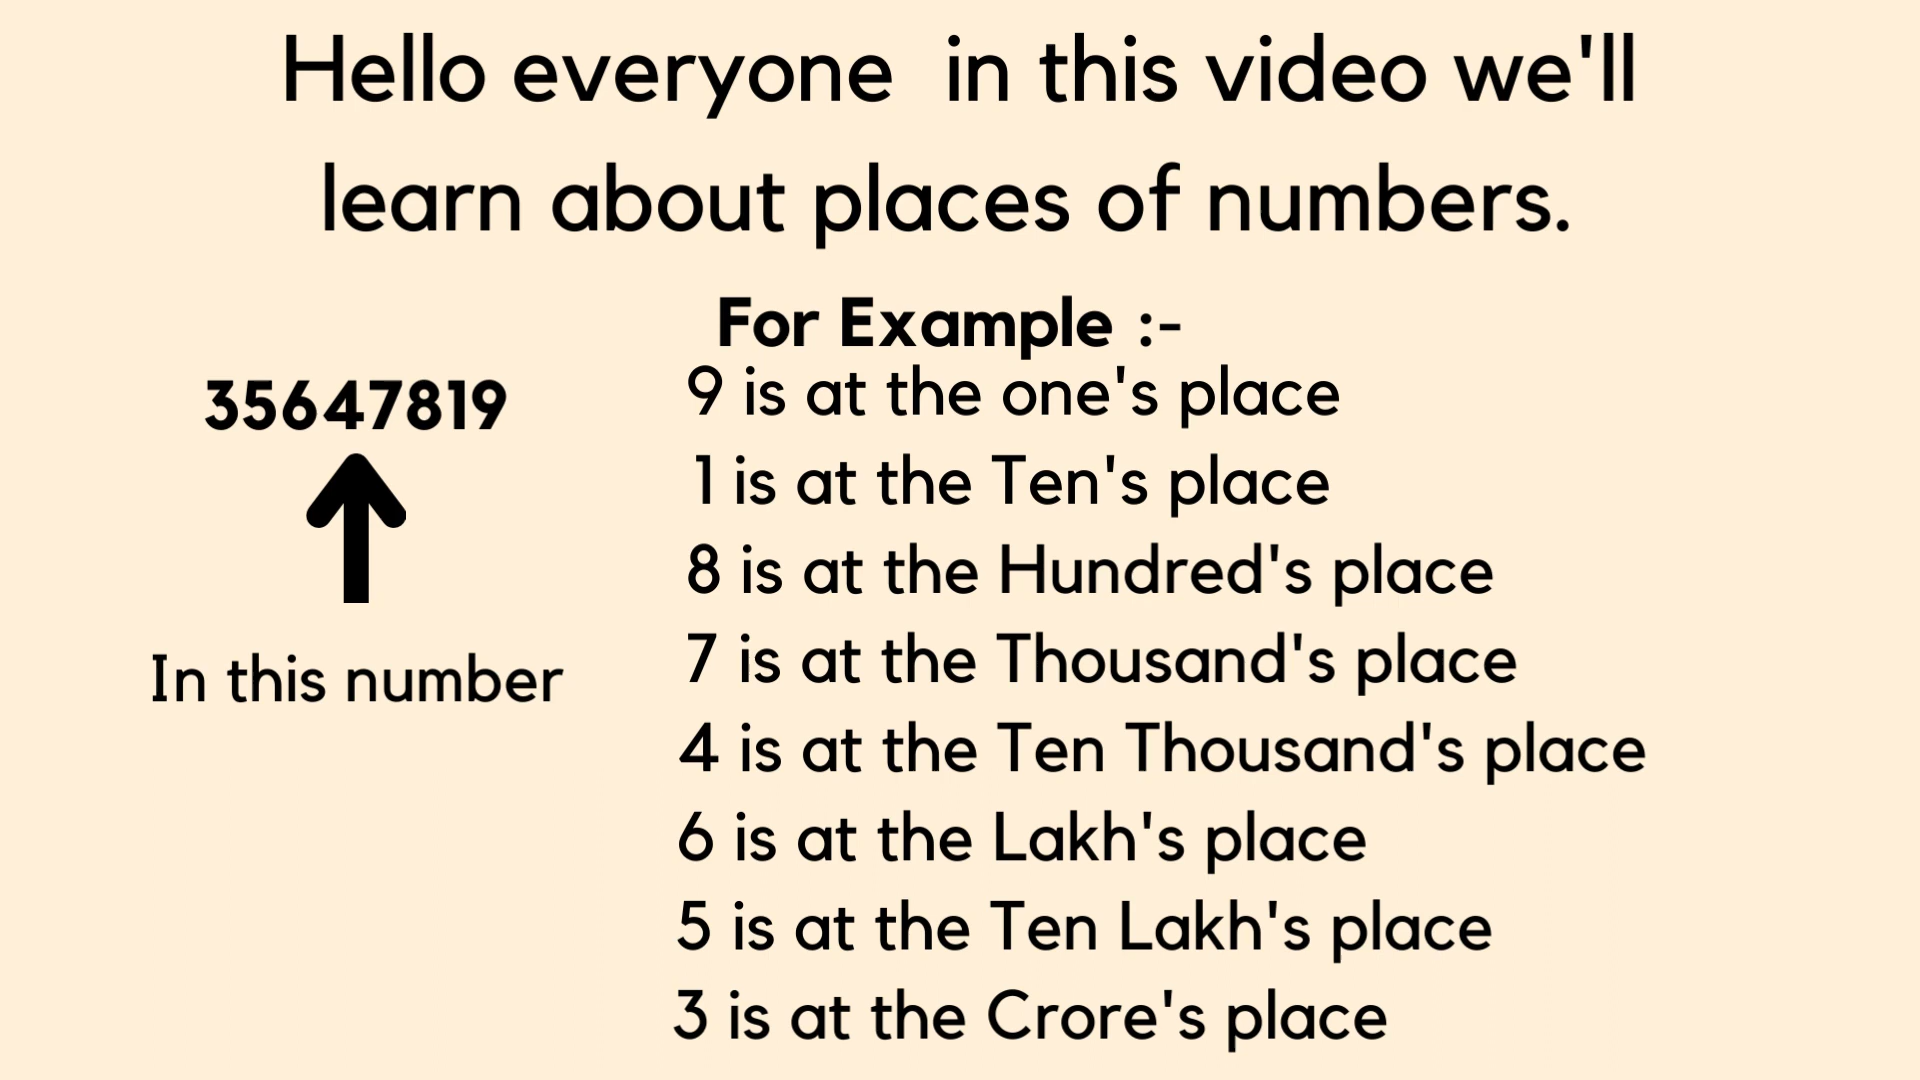 Hello everyone  in this video we'll
learn about places of numbers.
For Example :-
35647819
In this number
9 is at the one's place
1 is at the Ten's place
8 is at the Hundred's place
7 is at the Thousand's place
4 is at the Ten Thousand's place
6 is at the Lakh's place
5 is at the Ten Lakh's place
3 is at the Crore's place